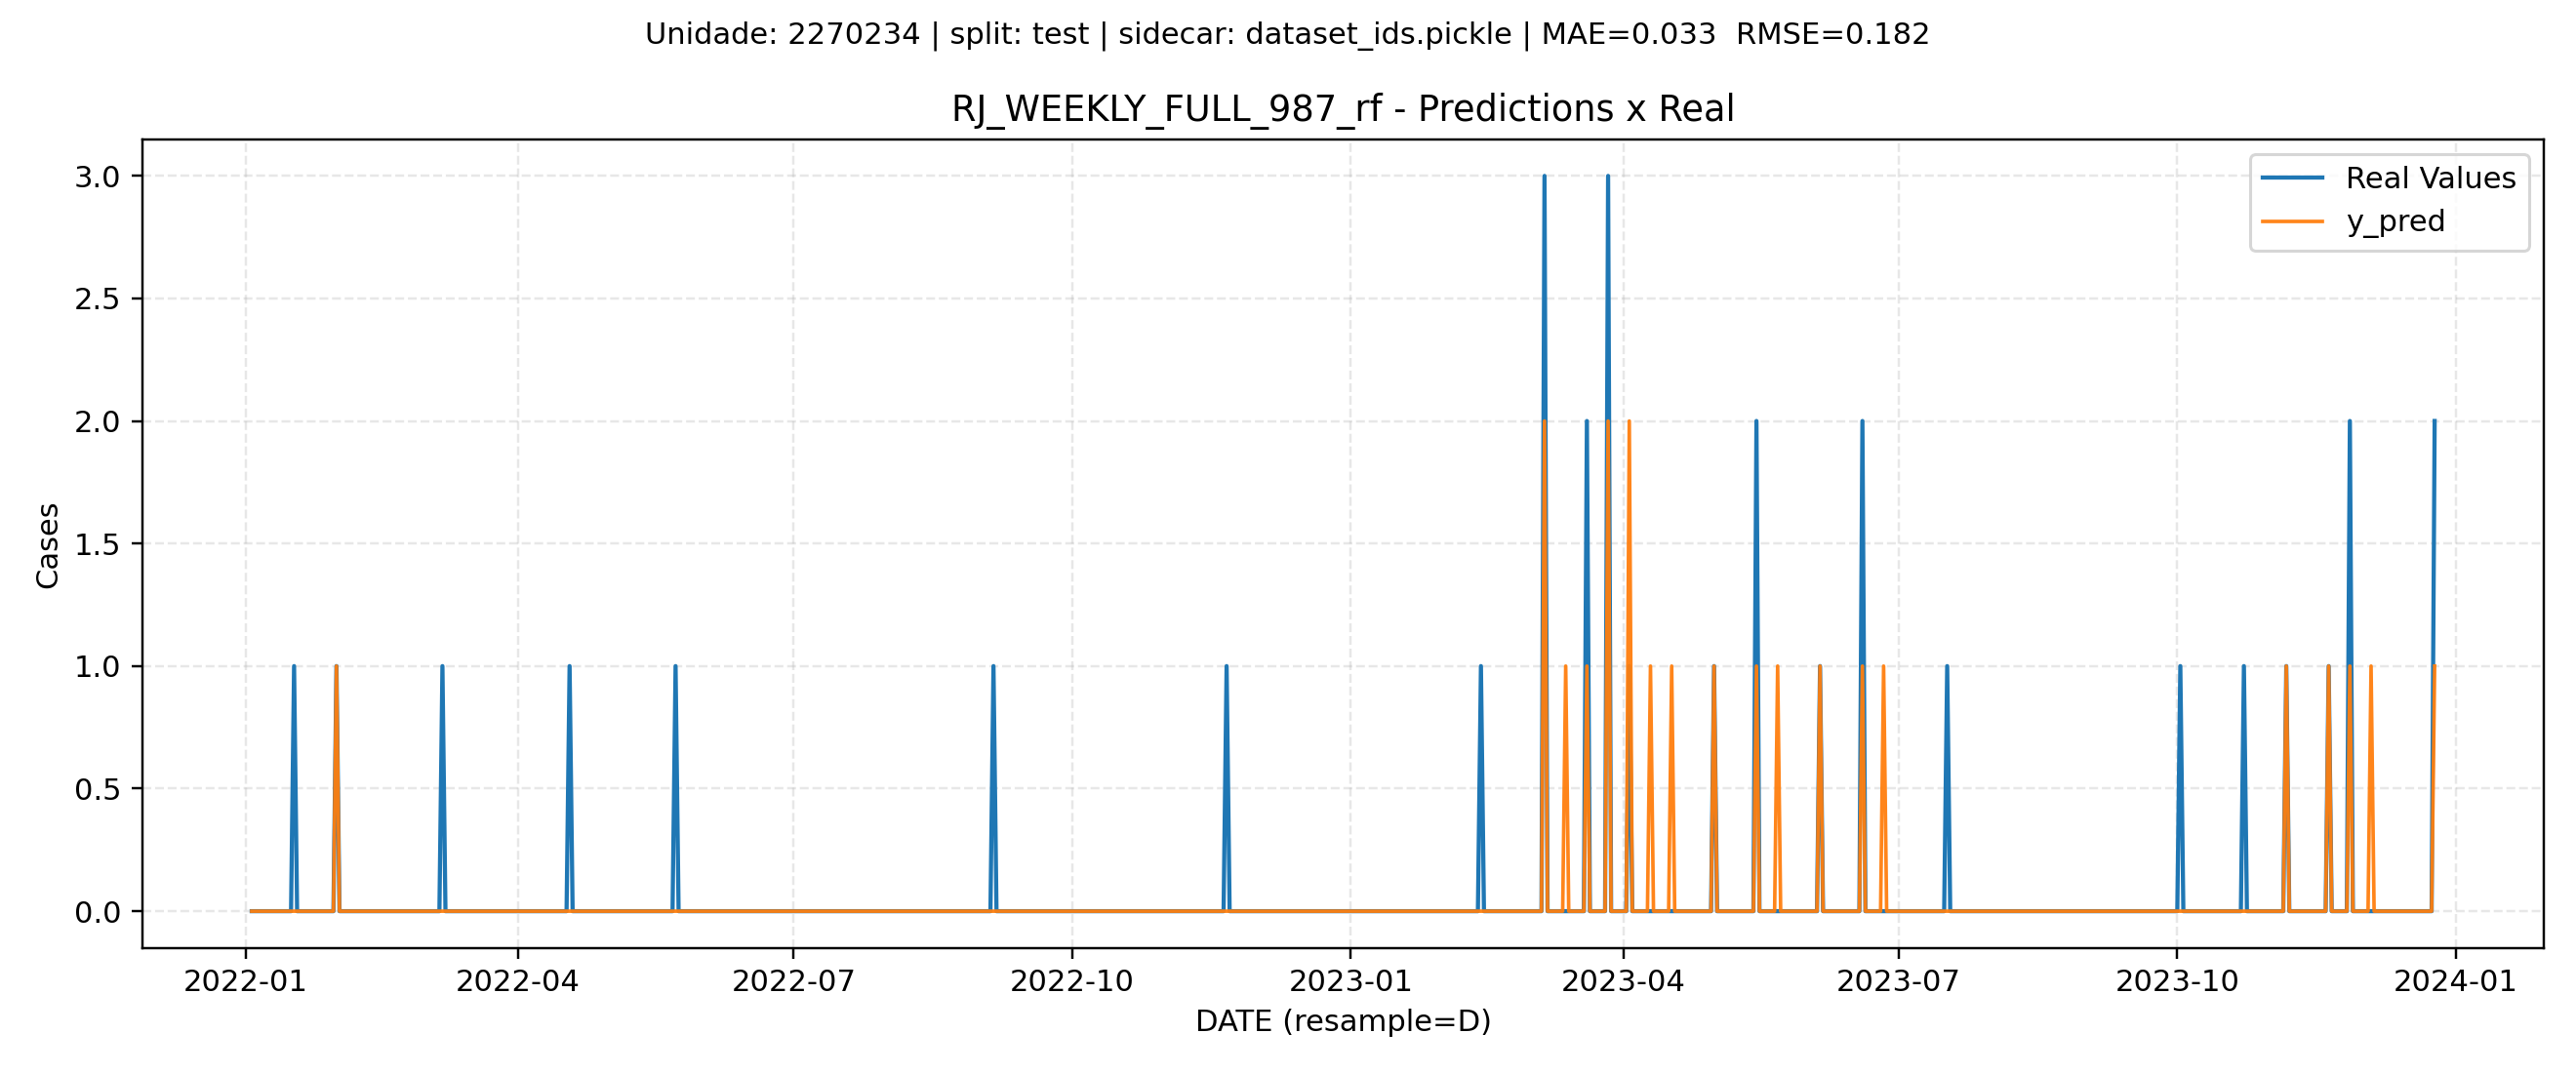 Unidade: 2270234 | split: test | sidecar: dataset_ids.pickle | MAE=0.033  RMSE=0.182
RJ_WEEKLY_FULL_987_rf - Predictions x Real
Real Values
y_pred
Cases
3.0
2.5
2.0
1.5
1.0
0.5
0.0
2022-01
2022-04
2022-07
2022-10
2023-01
2023-04
2023-07
2023-10
2024-01
DATE (resample=D)